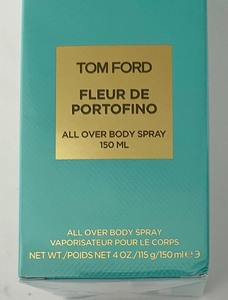 TOM FORD
FLEUR DE
PORTOFINO
ALL OVER BODY SPRAY
150 ML
ALL OVER BODY SPRAY
VAPORISATEUR POUR LE CORPS
NET WT./POIDS NET 4 OZ./115 g/150 ml ℮